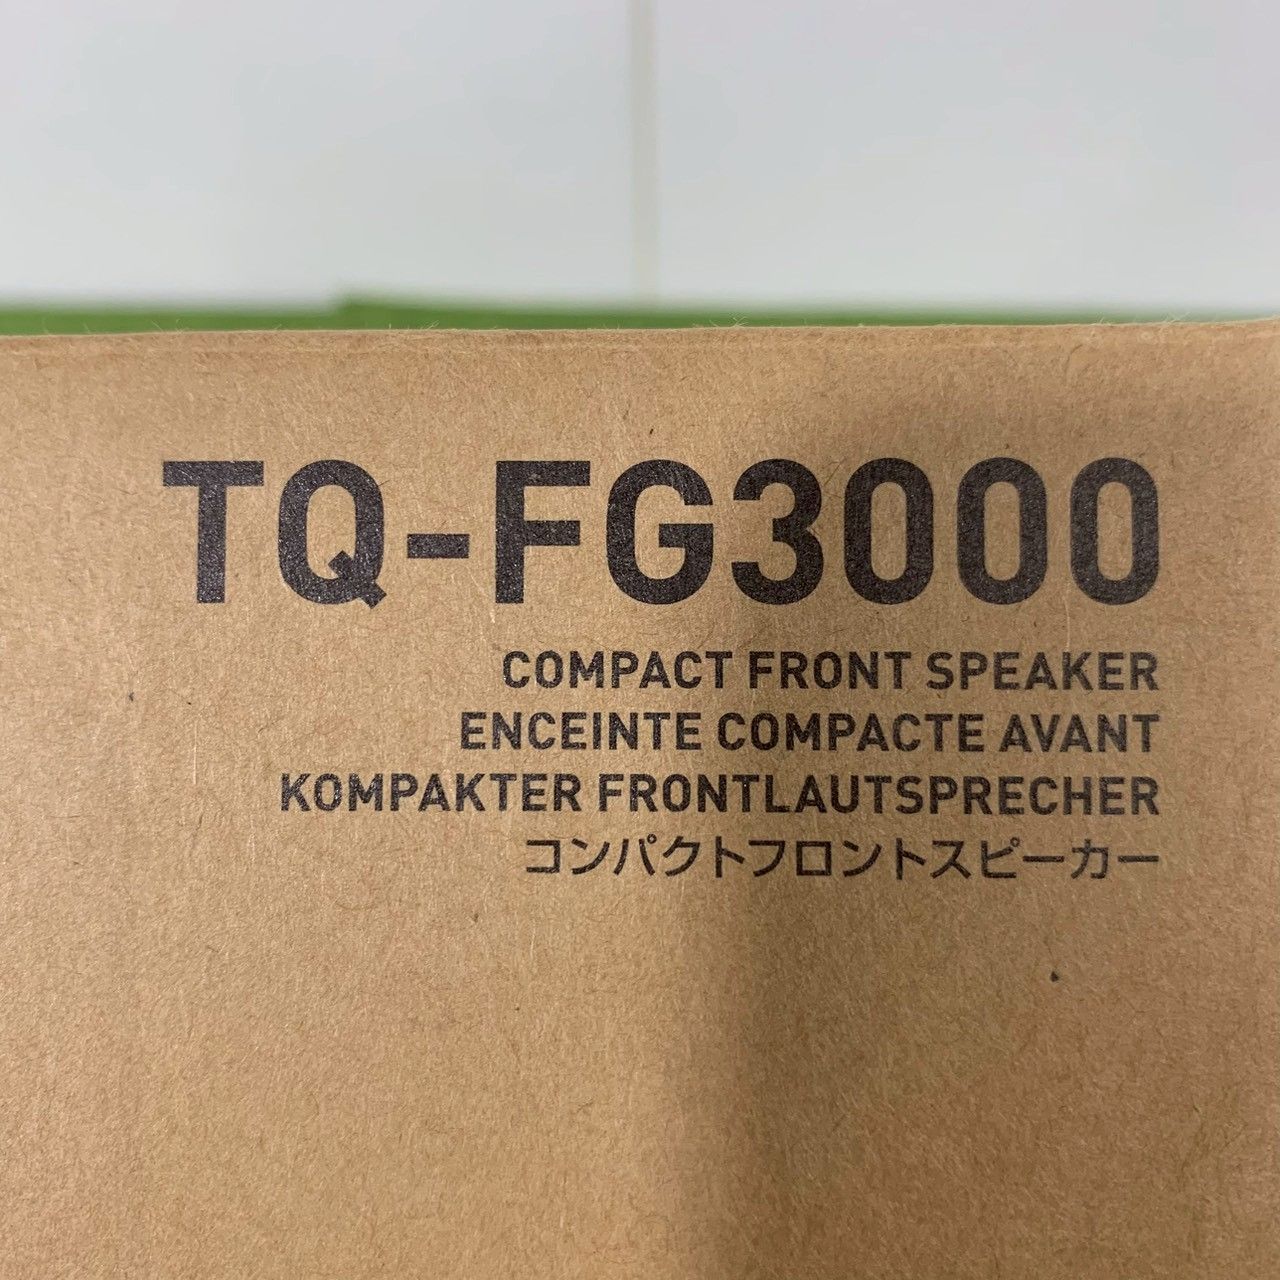 TQ-FG3000
COMPACT FRONT SPEAKER
ENCEINTE COMPACTE AVANT
KOMPAKTER FRONTLAUTSPRECHER
コンパクトフロントスピーカー